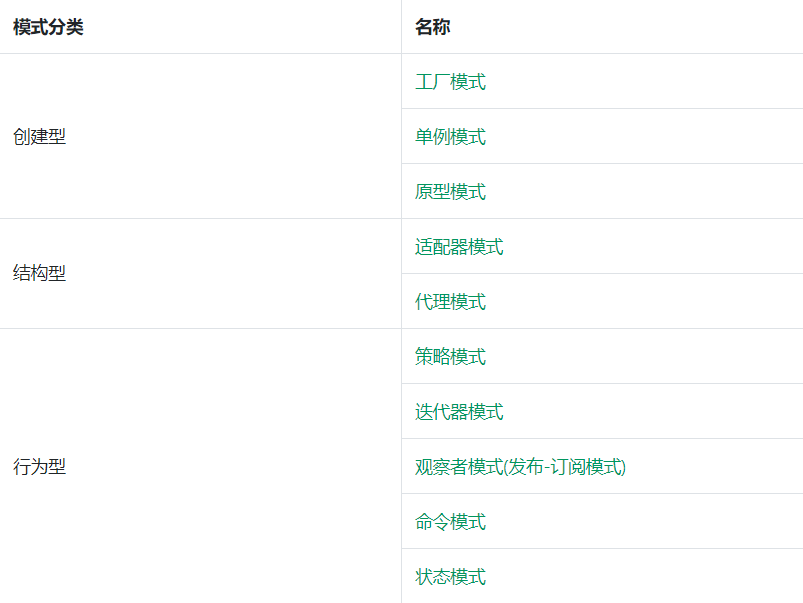 模式分类 名称
工厂模式
创建型 单例模式
原型模式
适配器模式
结构型
代理模式
策略模式
迭代器模式
行为型 观察者模式(发布-订阅模式)
命令模式
状态模式